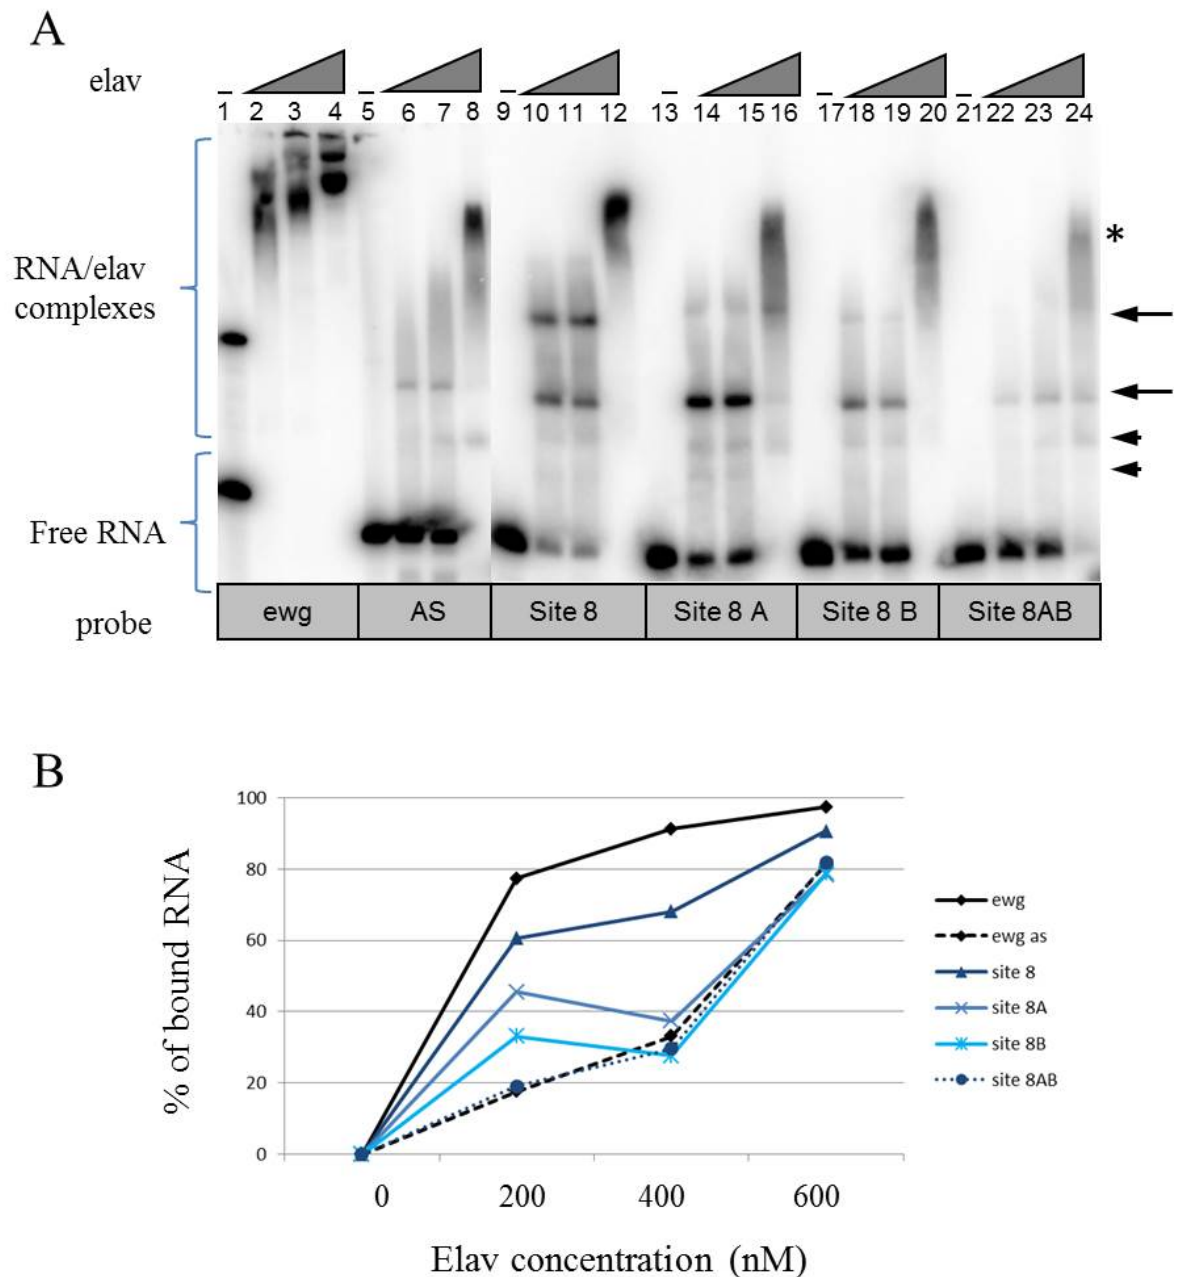 A
elav
– – – – – –
1 2 3 4 5 6 7 8 9 10 11 12 13 14 15 16 17 18 19 20 21 22 23 24
*
RNA/elav
complexes
Free RNA
probe
ewg AS Site 8 Site 8 A Site 8 B Site 8AB
B
100
80
60
40
20
0
% of bound RNA
0 200 400 600
Elav concentration (nM)
ewg
ewg as
site 8
site 8A
site 8B
site 8AB